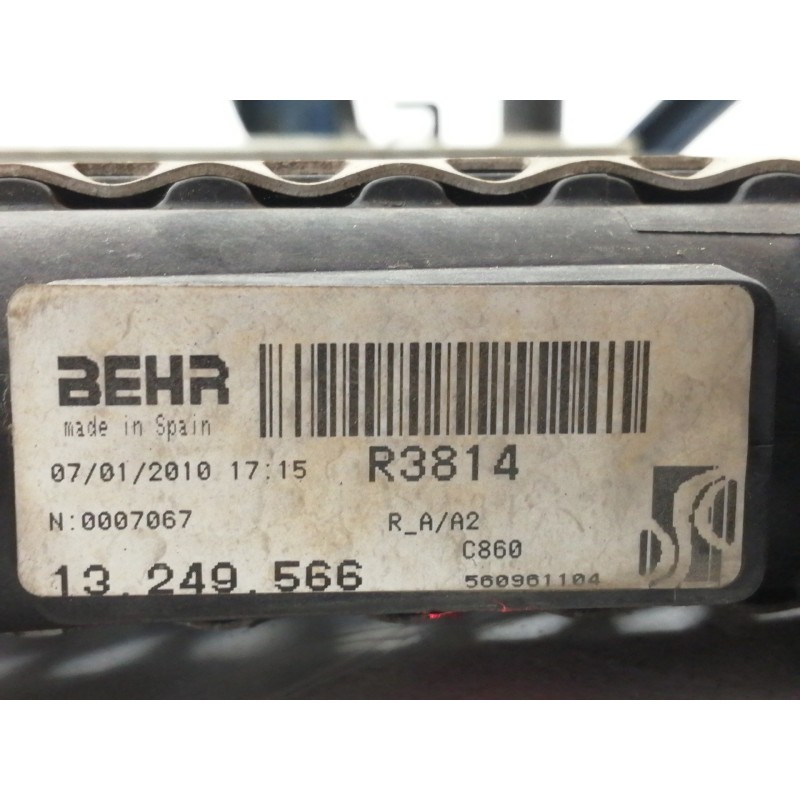 BEHR
made in Spain
07/01/2010 17:15 R3814
N:0007067 R_A/A2
C860
13.249.566 560961104